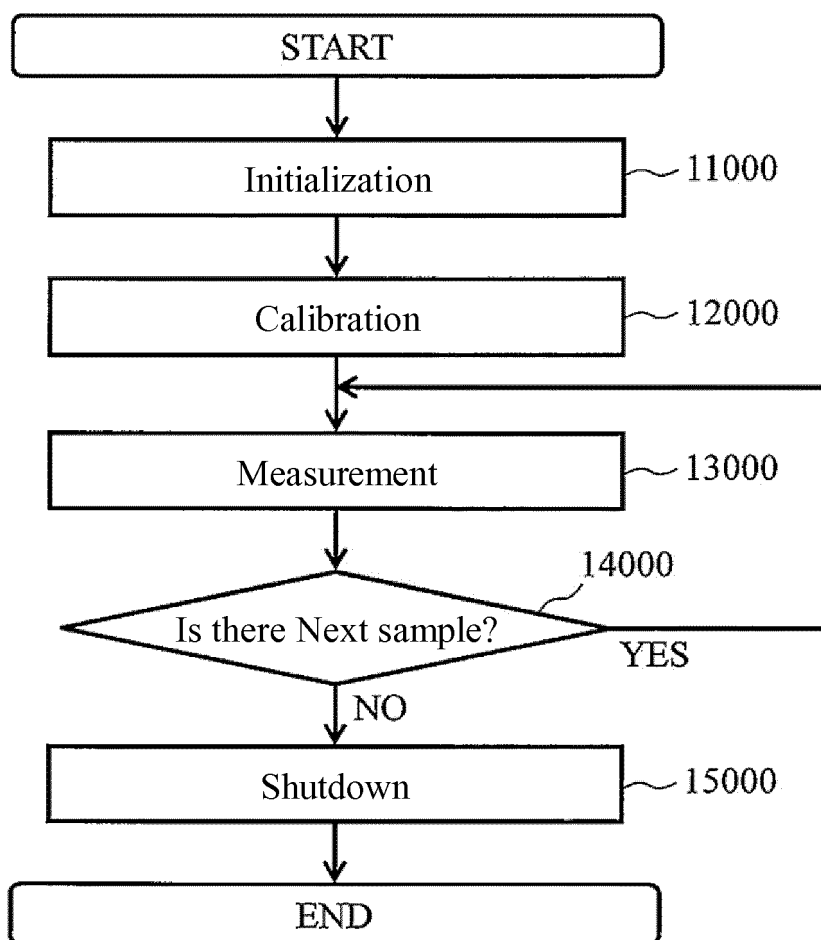 START
Initialization
11000
Calibration
12000
Measurement
13000
14000
Is there Next sample?
YES
NO
Shutdown
15000
END